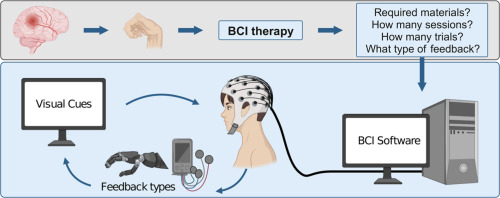 BCI therapy
Required materials?
How many sessions?
How many trials?
What type of feedback?
Visual Cues
BCI Software
Feedback types